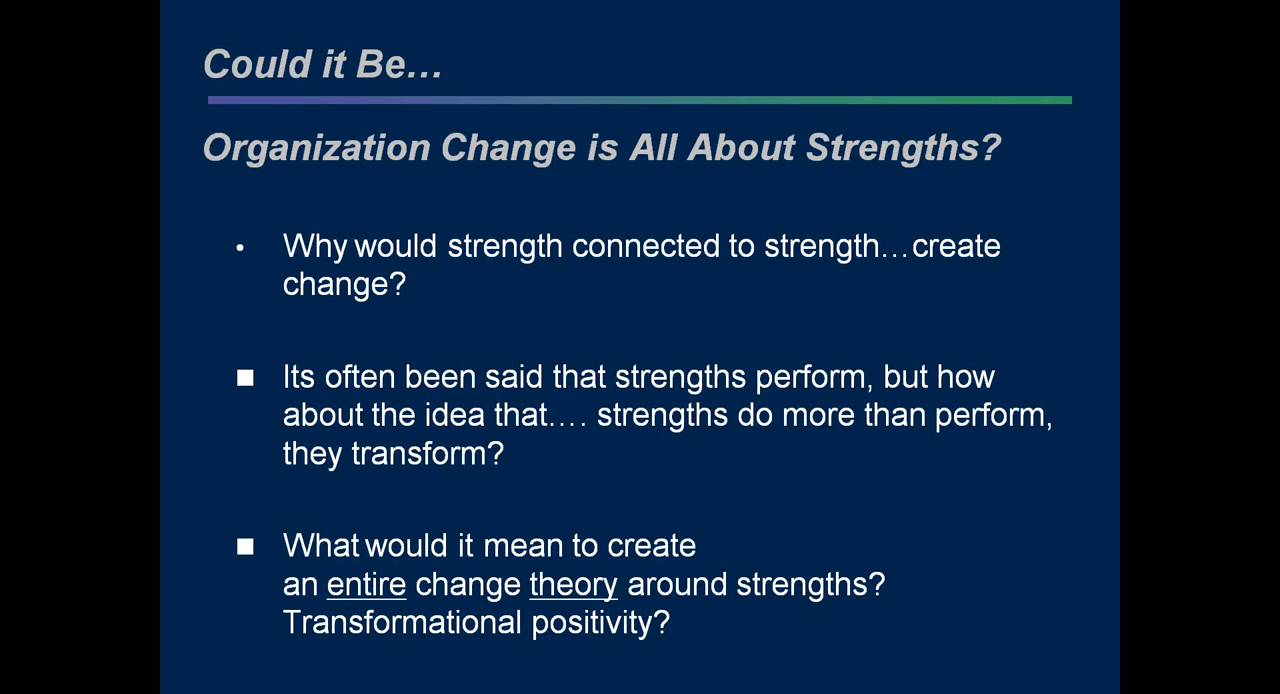 Could it Be…
Organization Change is All About Strengths?
• Why would strength connected to strength…create
change?
■ Its often been said that strengths perform, but how
about the idea that…. strengths do more than perform,
they transform?
■ What would it mean to create
an entire change theory around strengths?
Transformational positivity?